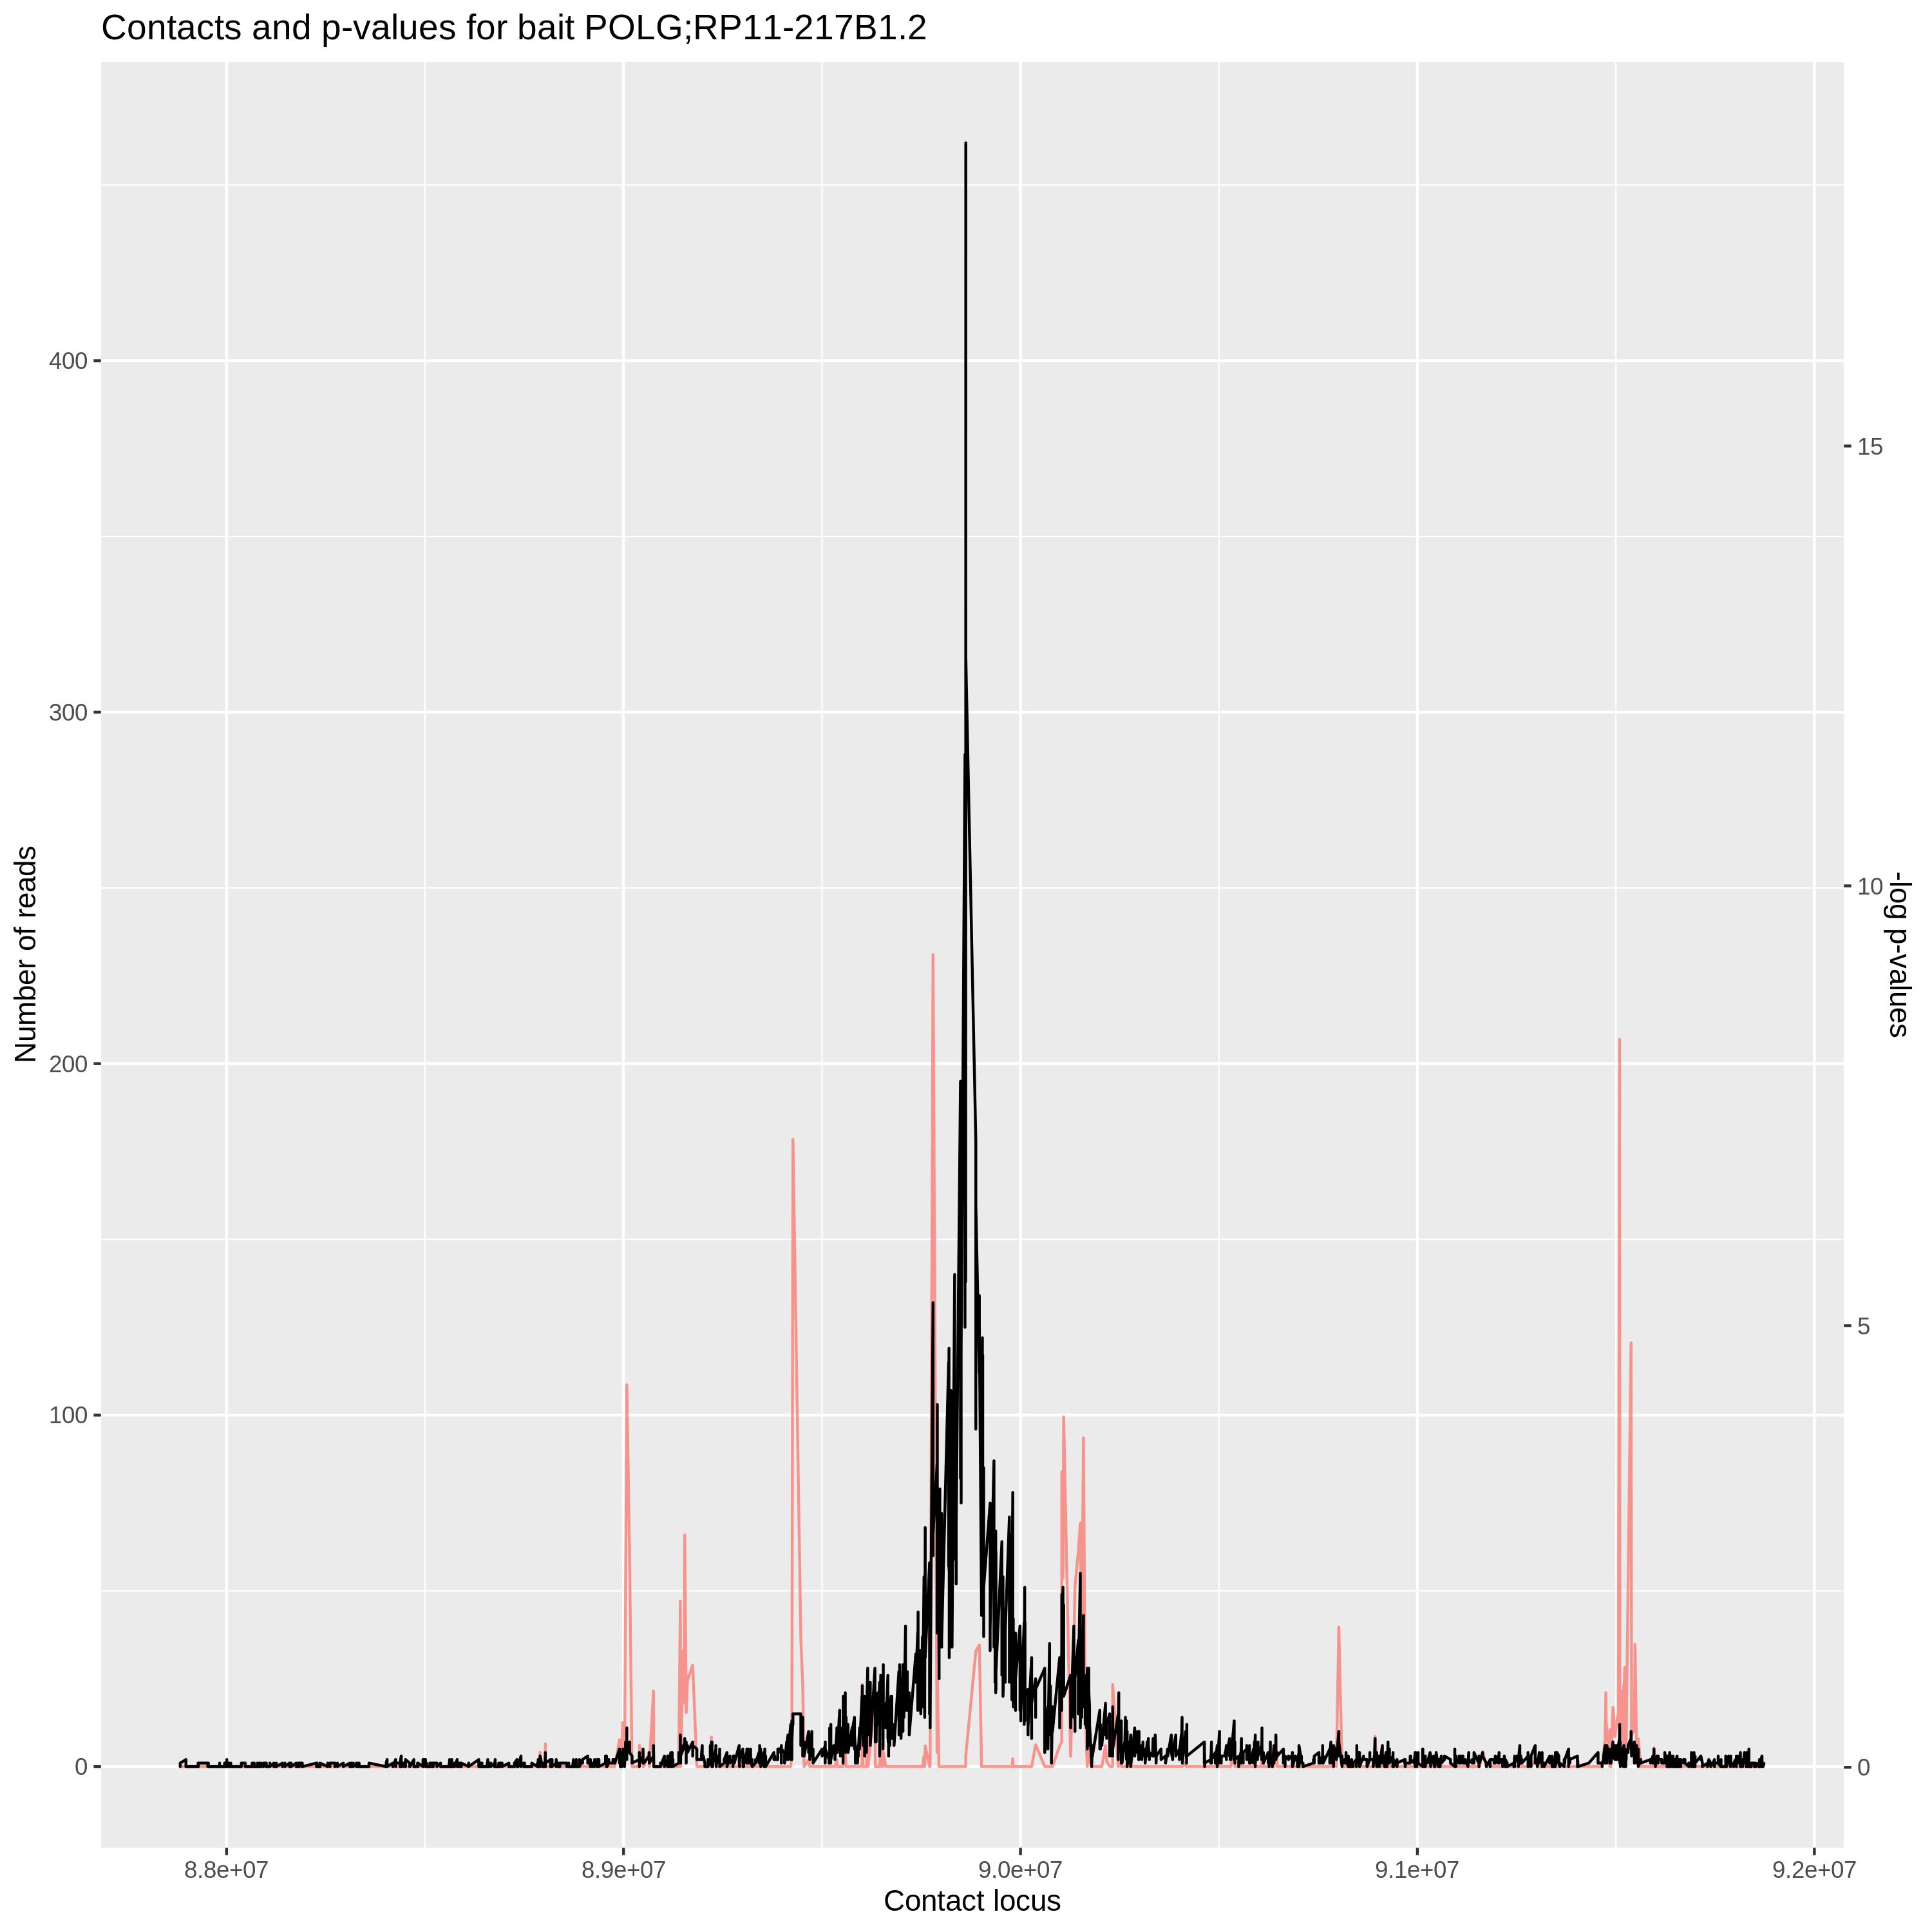 Contacts and p-values for bait POLG;RP11-217B1.2
400
300
200
100
0
Number of reads
15
10
5
0
-log p-values
8.8e+07
8.9e+07
9.0e+07
9.1e+07
9.2e+07
Contact locus